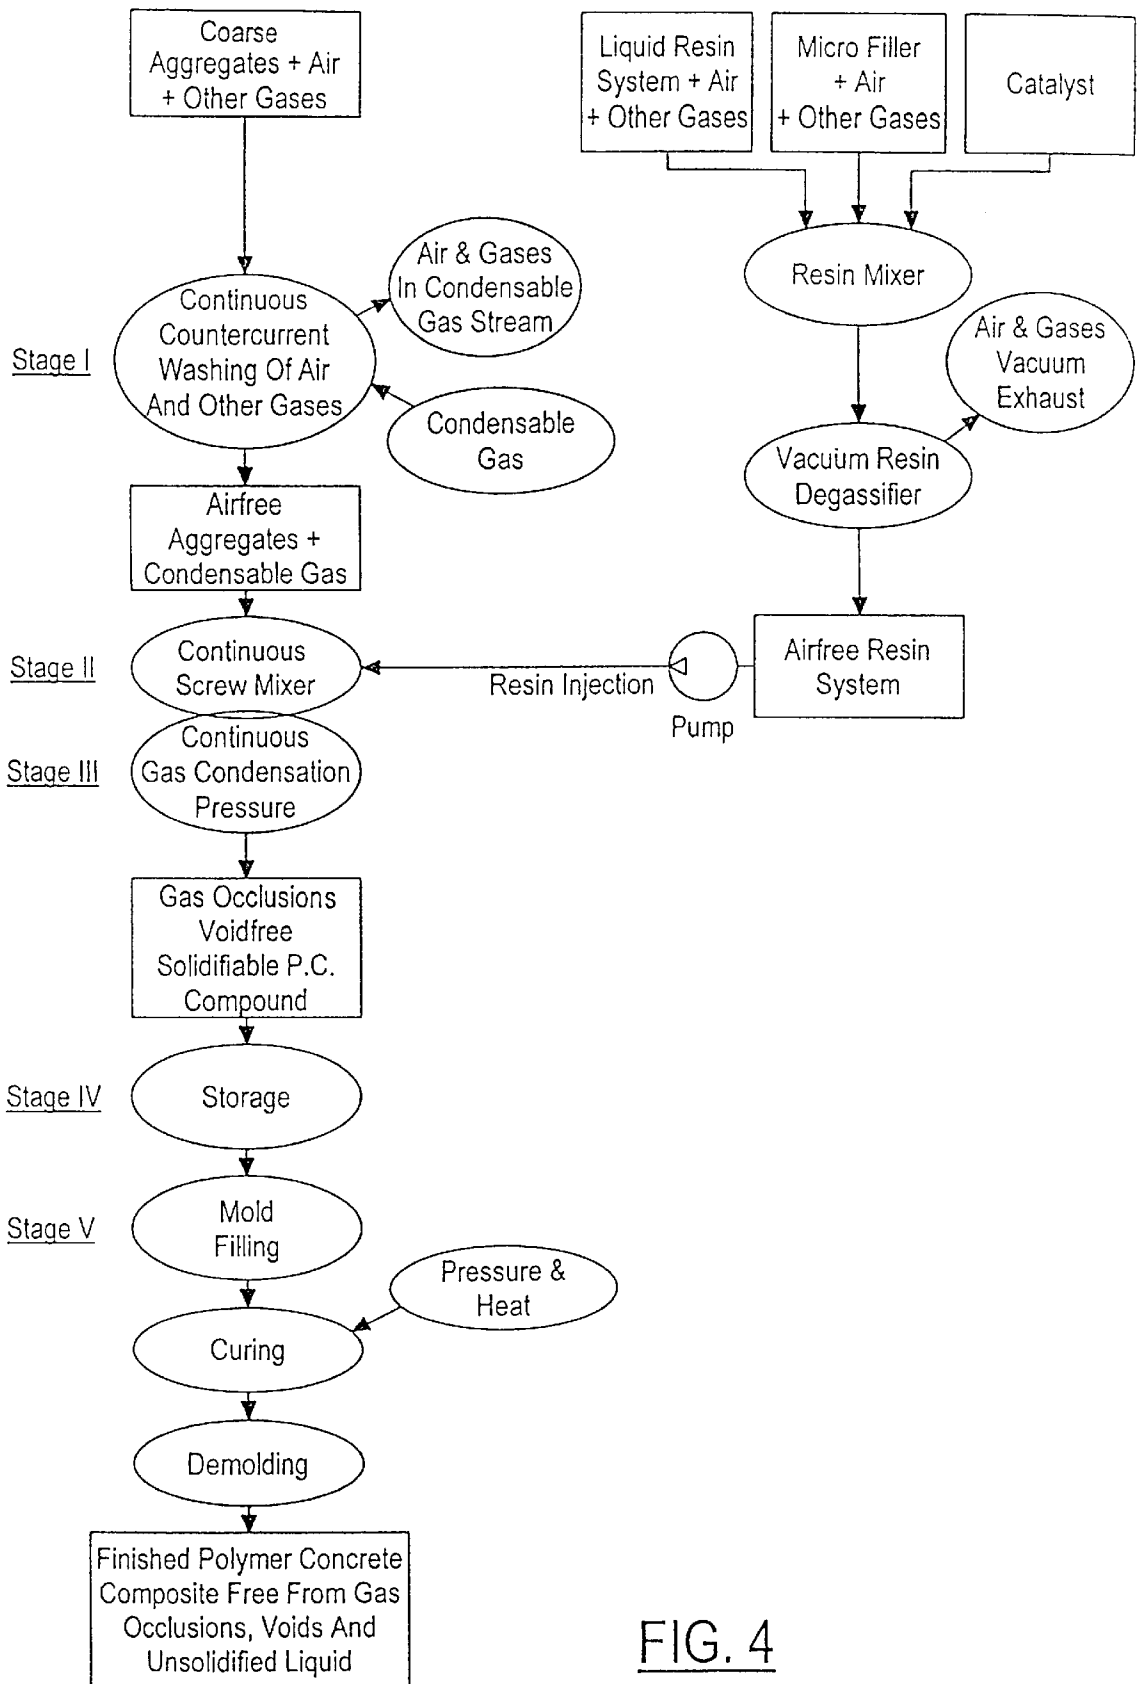 Coarse
Aggregates + Air
+ Other Gases
Liquid Resin
System + Air
+ Other Gases
Micro Filler
+ Air
+ Other Gases
Catalyst
Resin Mixer
Air & Gases
In Condensable
Gas Stream
Continuous
Countercurrent
Washing Of Air
And Other Gases
Stage I
Condensable
Gas
Air & Gases
Vacuum
Exhaust
Vacuum Resin
Degassifier
Airfree
Aggregates +
Condensable Gas
Stage II
Continuous
Screw Mixer
Resin Injection
Pump
Airfree Resin
System
Stage III
Continuous
Gas Condensation
Pressure
Gas Occlusions
Voidfree
Solidifiable P.C.
Compound
Stage IV
Storage
Stage V
Mold
Filling
Pressure &
Heat
Curing
Demolding
Finished Polymer Concrete
Composite Free From Gas
Occlusions, Voids And
Unsolidified Liquid
FIG. 4